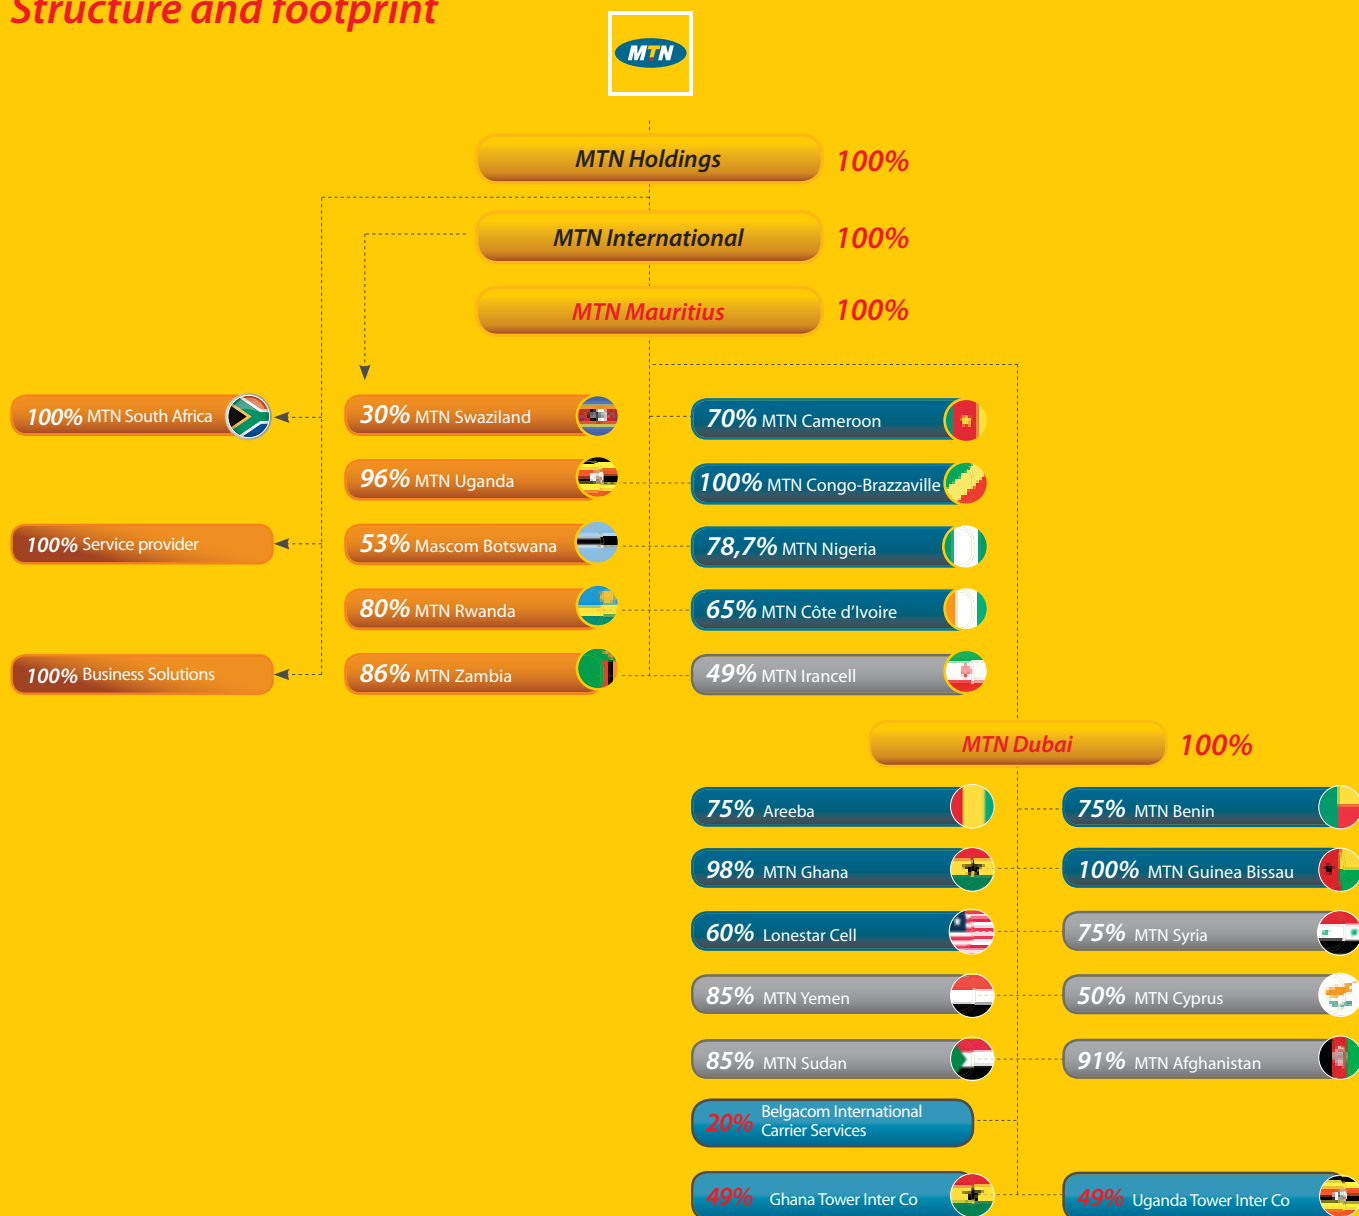 Structure and footprint
MTN
MTN Holdings 100%
MTN International 100%
MTN Mauritius 100%
100% MTN South Africa
100% Service provider
100% Business Solutions
30% MTN Swaziland
96% MTN Uganda
53% Mascom Botswana
80% MTN Rwanda
86% MTN Zambia
70% MTN Cameroon
100% MTN Congo-Brazzaville
78,7% MTN Nigeria
65% MTN Côte d’Ivoire
49% MTN Irancell
MTN Dubai 100%
75% Areeba
98% MTN Ghana
60% Lonestar Cell
85% MTN Yemen
85% MTN Sudan
20% Belgacom International
Carrier Services
49% Ghana Tower Inter Co
75% MTN Benin
100% MTN Guinea Bissau
75% MTN Syria
50% MTN Cyprus
91% MTN Afghanistan
49% Uganda Tower Inter Co